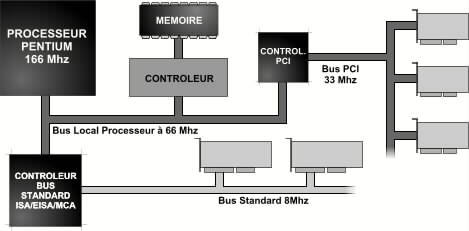 PROCESSEUR
PENTIUM
166 Mhz
MEMOIRE
CONTROLEUR
CONTROL.
PCI
Bus PCI
33 Mhz
Bus Local Processeur à 66 Mhz
CONTROLEUR
BUS
STANDARD
ISA/EISA/MCA
Bus Standard 8Mhz